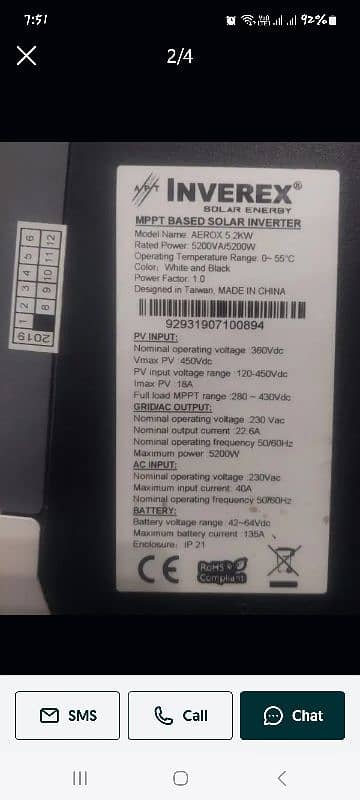 7:51
92%
2/4
APT INVEREX®
SOLAR ENERGY
MPPT BASED SOLAR INVERTER
Model Name: AEROX 5.2KW
Rated Power: 5200VA/5200W
Operating Temperature Range: 0~ 55°C
Color: White and Black
Power Factor: 1.0
Designed in Taiwan, MADE IN CHINA
92931907100894
PV INPUT:
Nominal operating voltage :360Vdc
Vmax PV :450Vdc
PV input voltage range :120-450Vdc
Imax PV :18A
Full load MPPT range :280 ~ 430Vdc
GRID/AC OUTPUT:
Nominal operating voltage :230 Vac
Nominal output current :22.6A
Nominal operating frequency 50/60Hz
Maximum power :5200W
AC INPUT:
Nominal operating voltage :230Vac
Maximum input current :40A
Nominal operating frequency 50/60Hz
BATTERY:
Battery voltage range :42~64Vdc
Maximum battery current :135A
Enclosure: IP 21
CE
RoHS
Compliant
2019
1 2 3 4 5 6
8 9 10 11 12
SMS
Call
Chat